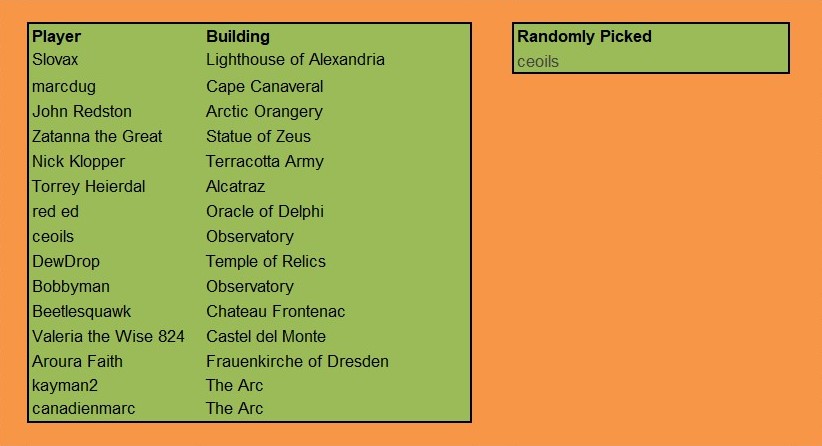 Player Building
Slovax Lighthouse of Alexandria
marcdug Cape Canaveral
John Redston Arctic Orangery
Zatanna the Great Statue of Zeus
Nick Klopper Terracotta Army
Torrey Heierdal Alcatraz
red ed Oracle of Delphi
ceoils Observatory
DewDrop Temple of Relics
Bobbyman Observatory
Beetlesquawk Chateau Frontenac
Valeria the Wise 824 Castel del Monte
Aroura Faith Frauenkirche of Dresden
kayman2 The Arc
canadienmarc The Arc
Randomly Picked
ceoils